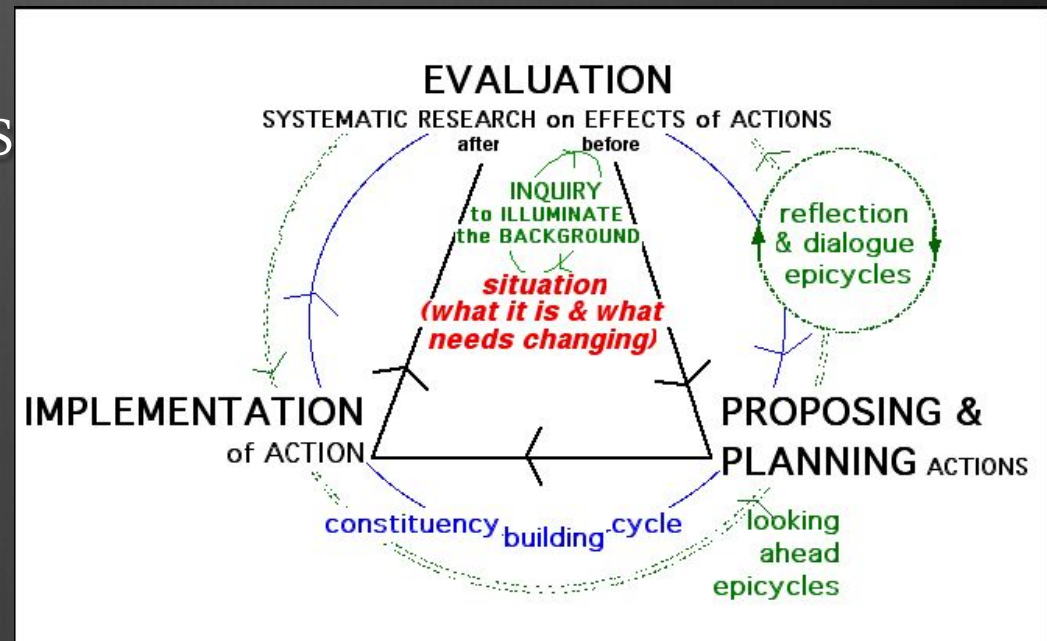 S
EVALUATION
SYSTEMATIC RESEARCH on EFFECTS of ACTIONS
after before
INQUIRY
to ILLUMINATE
the BACKGROUND
situation
(what it is & what
needs changing)
reflection
& dialogue
epicycles
IMPLEMENTATION
of ACTION
PROPOSING &
PLANNING ACTIONS
constituency building cycle
looking
ahead
epicycles